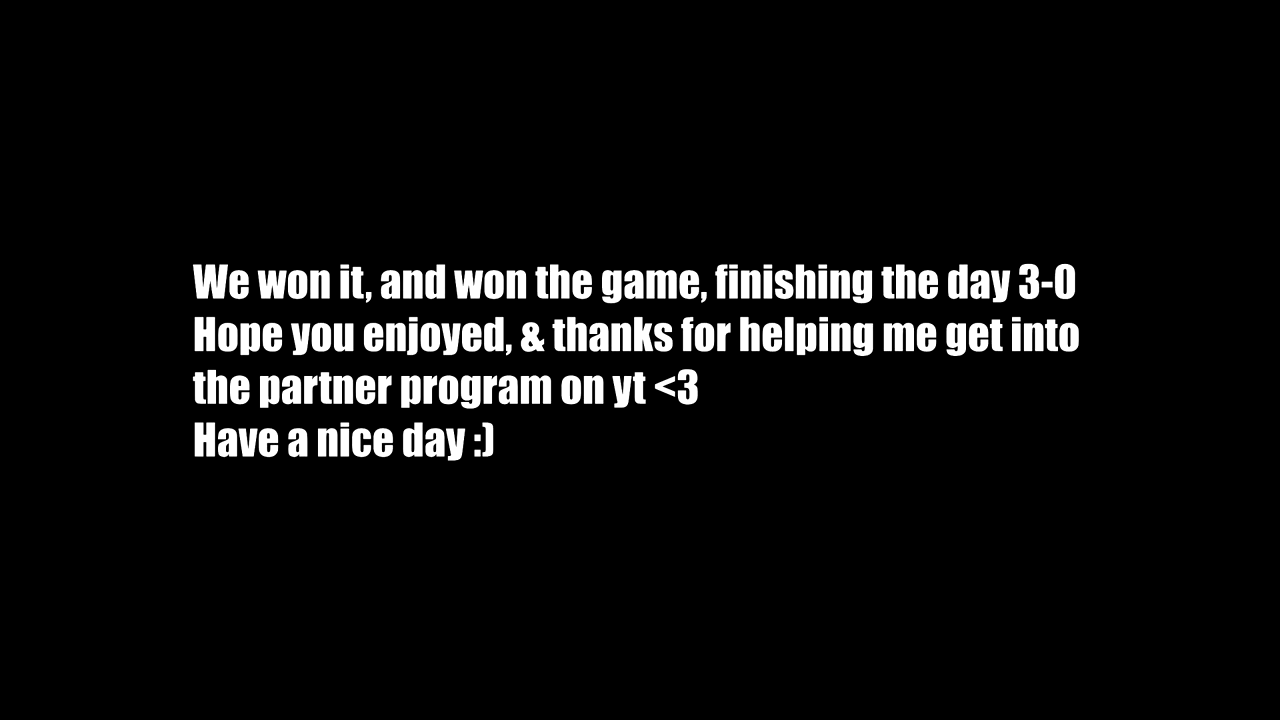 We won it, and won the game, finishing the day 3-0
Hope you enjoyed, & thanks for helping me get into
the partner program on yt <3
Have a nice day :)